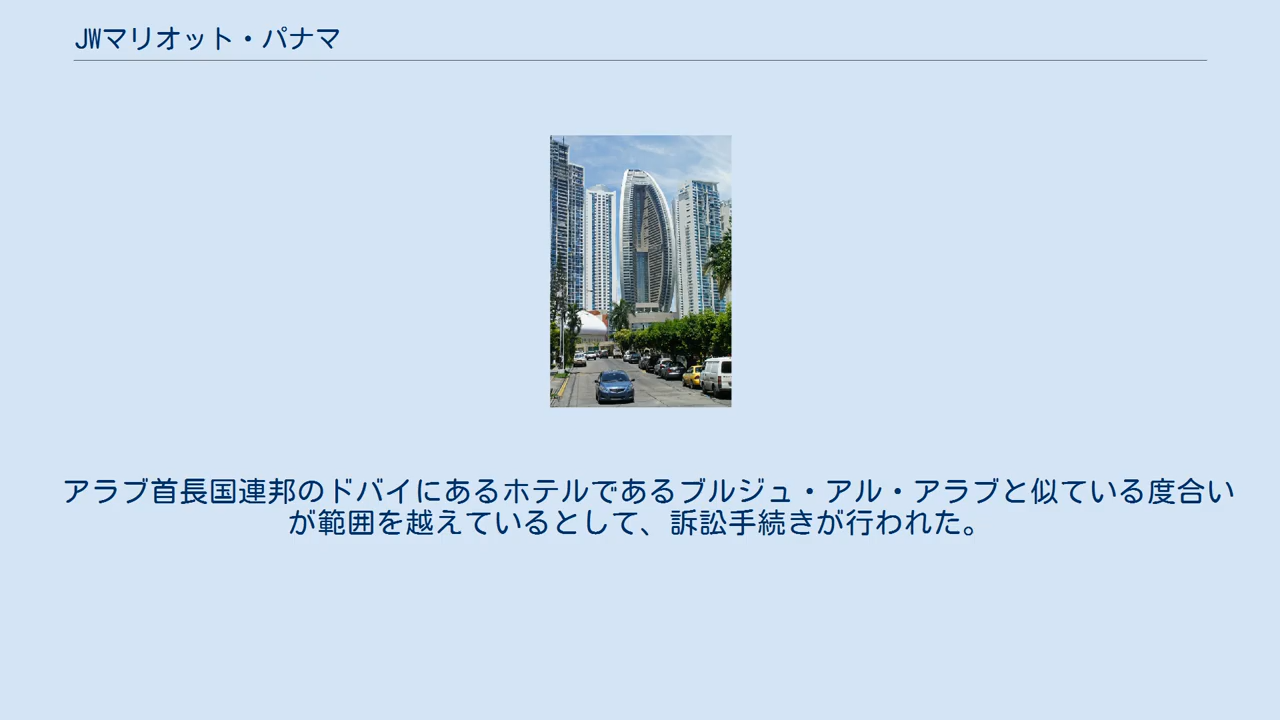 JWマリオット・パナマ
アラブ首長国連邦のドバイにあるホテルであるブルジュ・アル・アラブと似ている度合い
が範囲を越えているとして、訴訟手続きが行われた。